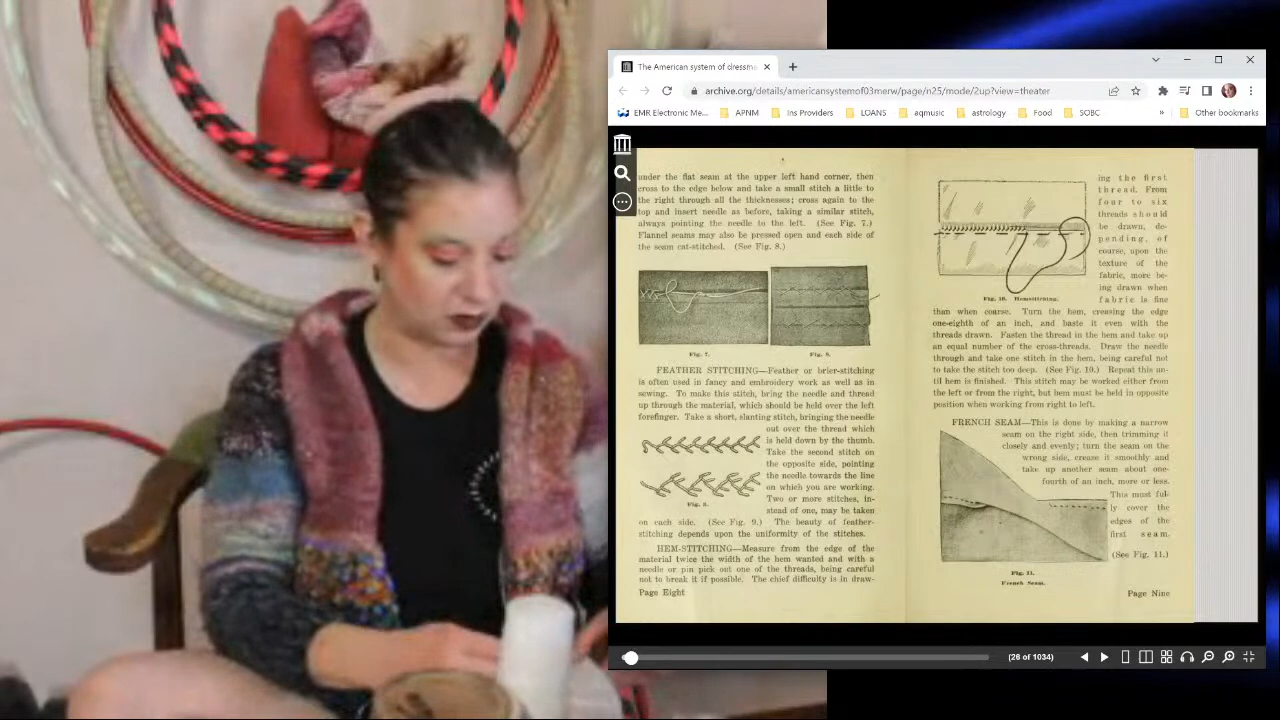 The American system of dressm
archive.org/details/americansystemof03merw/page/n25/mode/2up?view=theater
EMR Electronic Me...
APNM
Ins Providers
LOANS
aqmusic
astrology
Food
SOBC
»
Other bookmarks
under the flat seam at the upper left hand corner, then
cross to the edge below and take a small stitch a little to
the right through all the thicknesses; cross again to the
top and insert needle as before, taking a similar stitch,
always pointing the needle to the left. (See Fig. 7.)
Flannel seams may also be pressed open and each side of
the seam cat-stitched. (See Fig. 8.)
Fig. 7.
Fig. 8.
FEATHER STITCHING—Feather or brier-stitching
is often used in fancy and embroidery work as well as in
sewing. To make this stitch, bring the needle and thread
up through the material, which should be held over the left
forefinger. Take a short, slanting stitch, bringing the needle
out over the thread which
is held down by the thumb.
Take the second stitch on
the opposite side, pointing
the needle towards the line
on which you are working.
Two or more stitches, in-
stead of one, may be taken
Fig. 9.
on each side. (See Fig. 9.) The beauty of feather-
stitching depends upon the uniformity of the stitches.
HEM-STITCHING—Measure from the edge of the
material twice the width of the hem wanted and with a
needle or pin pick out one of the threads, being careful
not to break it if possible. The chief difficulty is in draw-
Page Eight
ing the first
thread. From
four to six
threads should
be drawn, de-
pending, of
coarse, upon the
texture of the
fabric, more be-
ing drawn when
fabric is fine
Fig. 10. Hemstitching.
than when coarse. Turn the hem, creasing the edge
one-eighth of an inch, and baste it even with the
threads drawn. Fasten the thread in the hem and take up
an equal number of the cross-threads. Draw the needle
through and take one stitch in the hem, being careful not
to take the stitch too deep. (See Fig. 10.) Repeat this un-
til hem is finished. This stitch may be worked either from
the left or from the right, but hem must be held in opposite
position when working from right to left.
FRENCH SEAM—This is done by making a narrow
seam on the right side, then trimming it
closely and evenly; turn the seam on the
wrong side, crease it smoothly and
take up another seam about one-
fourth of an inch, more or less.
This must ful-
ly cover the
edges of the
first seam.
(See Fig. 11.)
Fig. 11.
French Seam.
Page Nine
(26 of 1034)